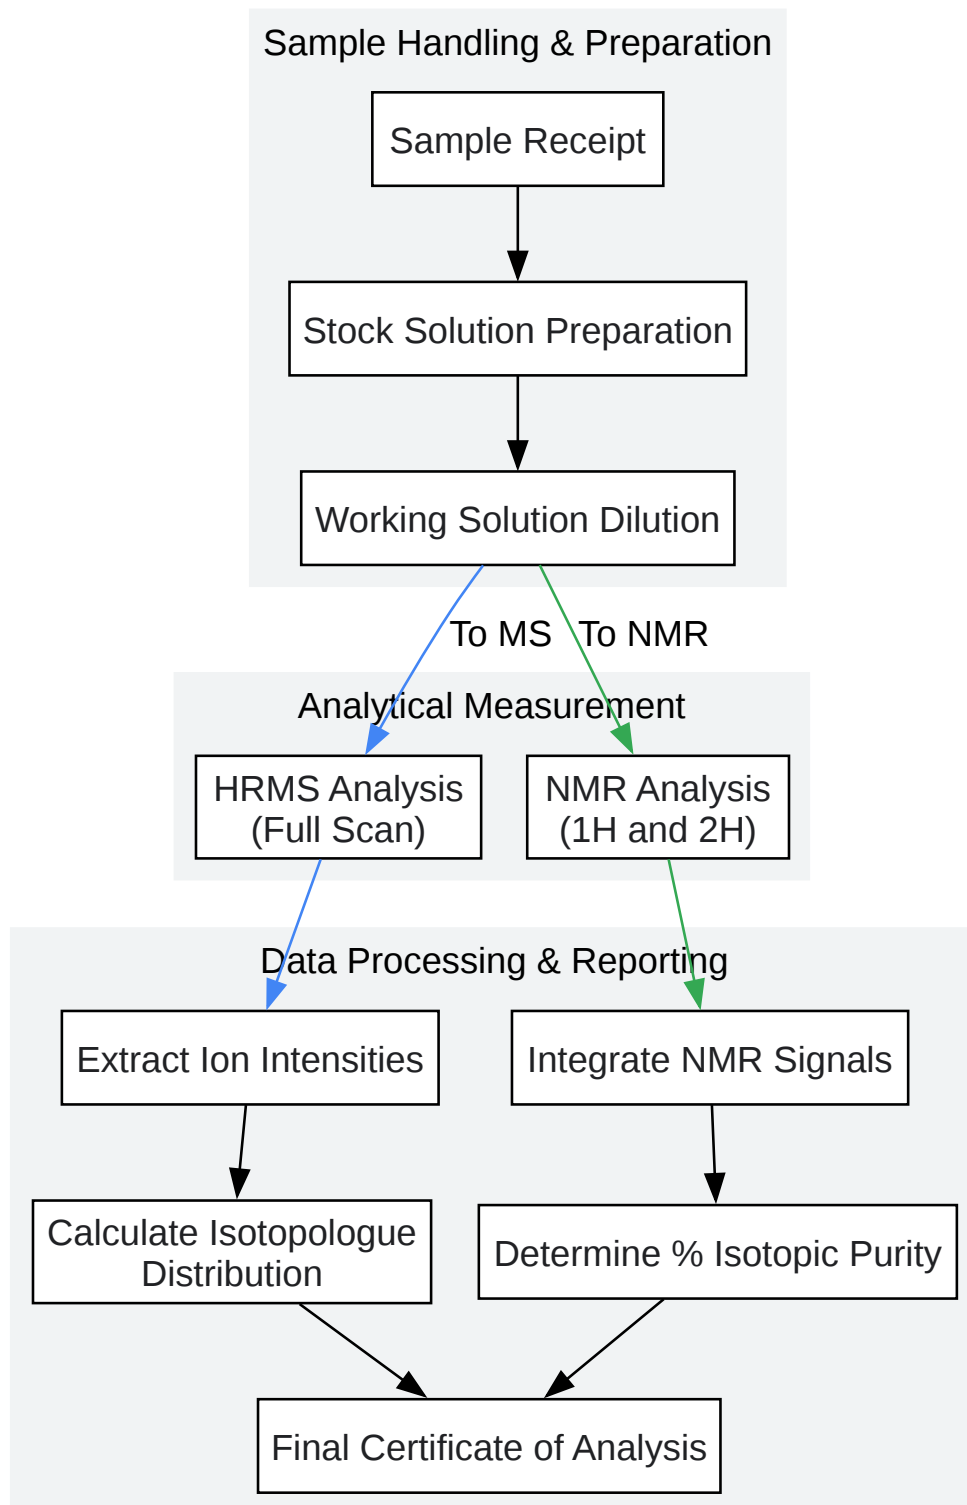 Sample Handling & Preparation
Sample Receipt
Stock Solution Preparation
Working Solution Dilution
To MS
To NMR
Analytical Measurement
HRMS Analysis
(Full Scan)
NMR Analysis
(1H and 2H)
Data Processing & Reporting
Extract Ion Intensities
Integrate NMR Signals
Calculate Isotopologue
Distribution
Determine % Isotopic Purity
Final Certificate of Analysis